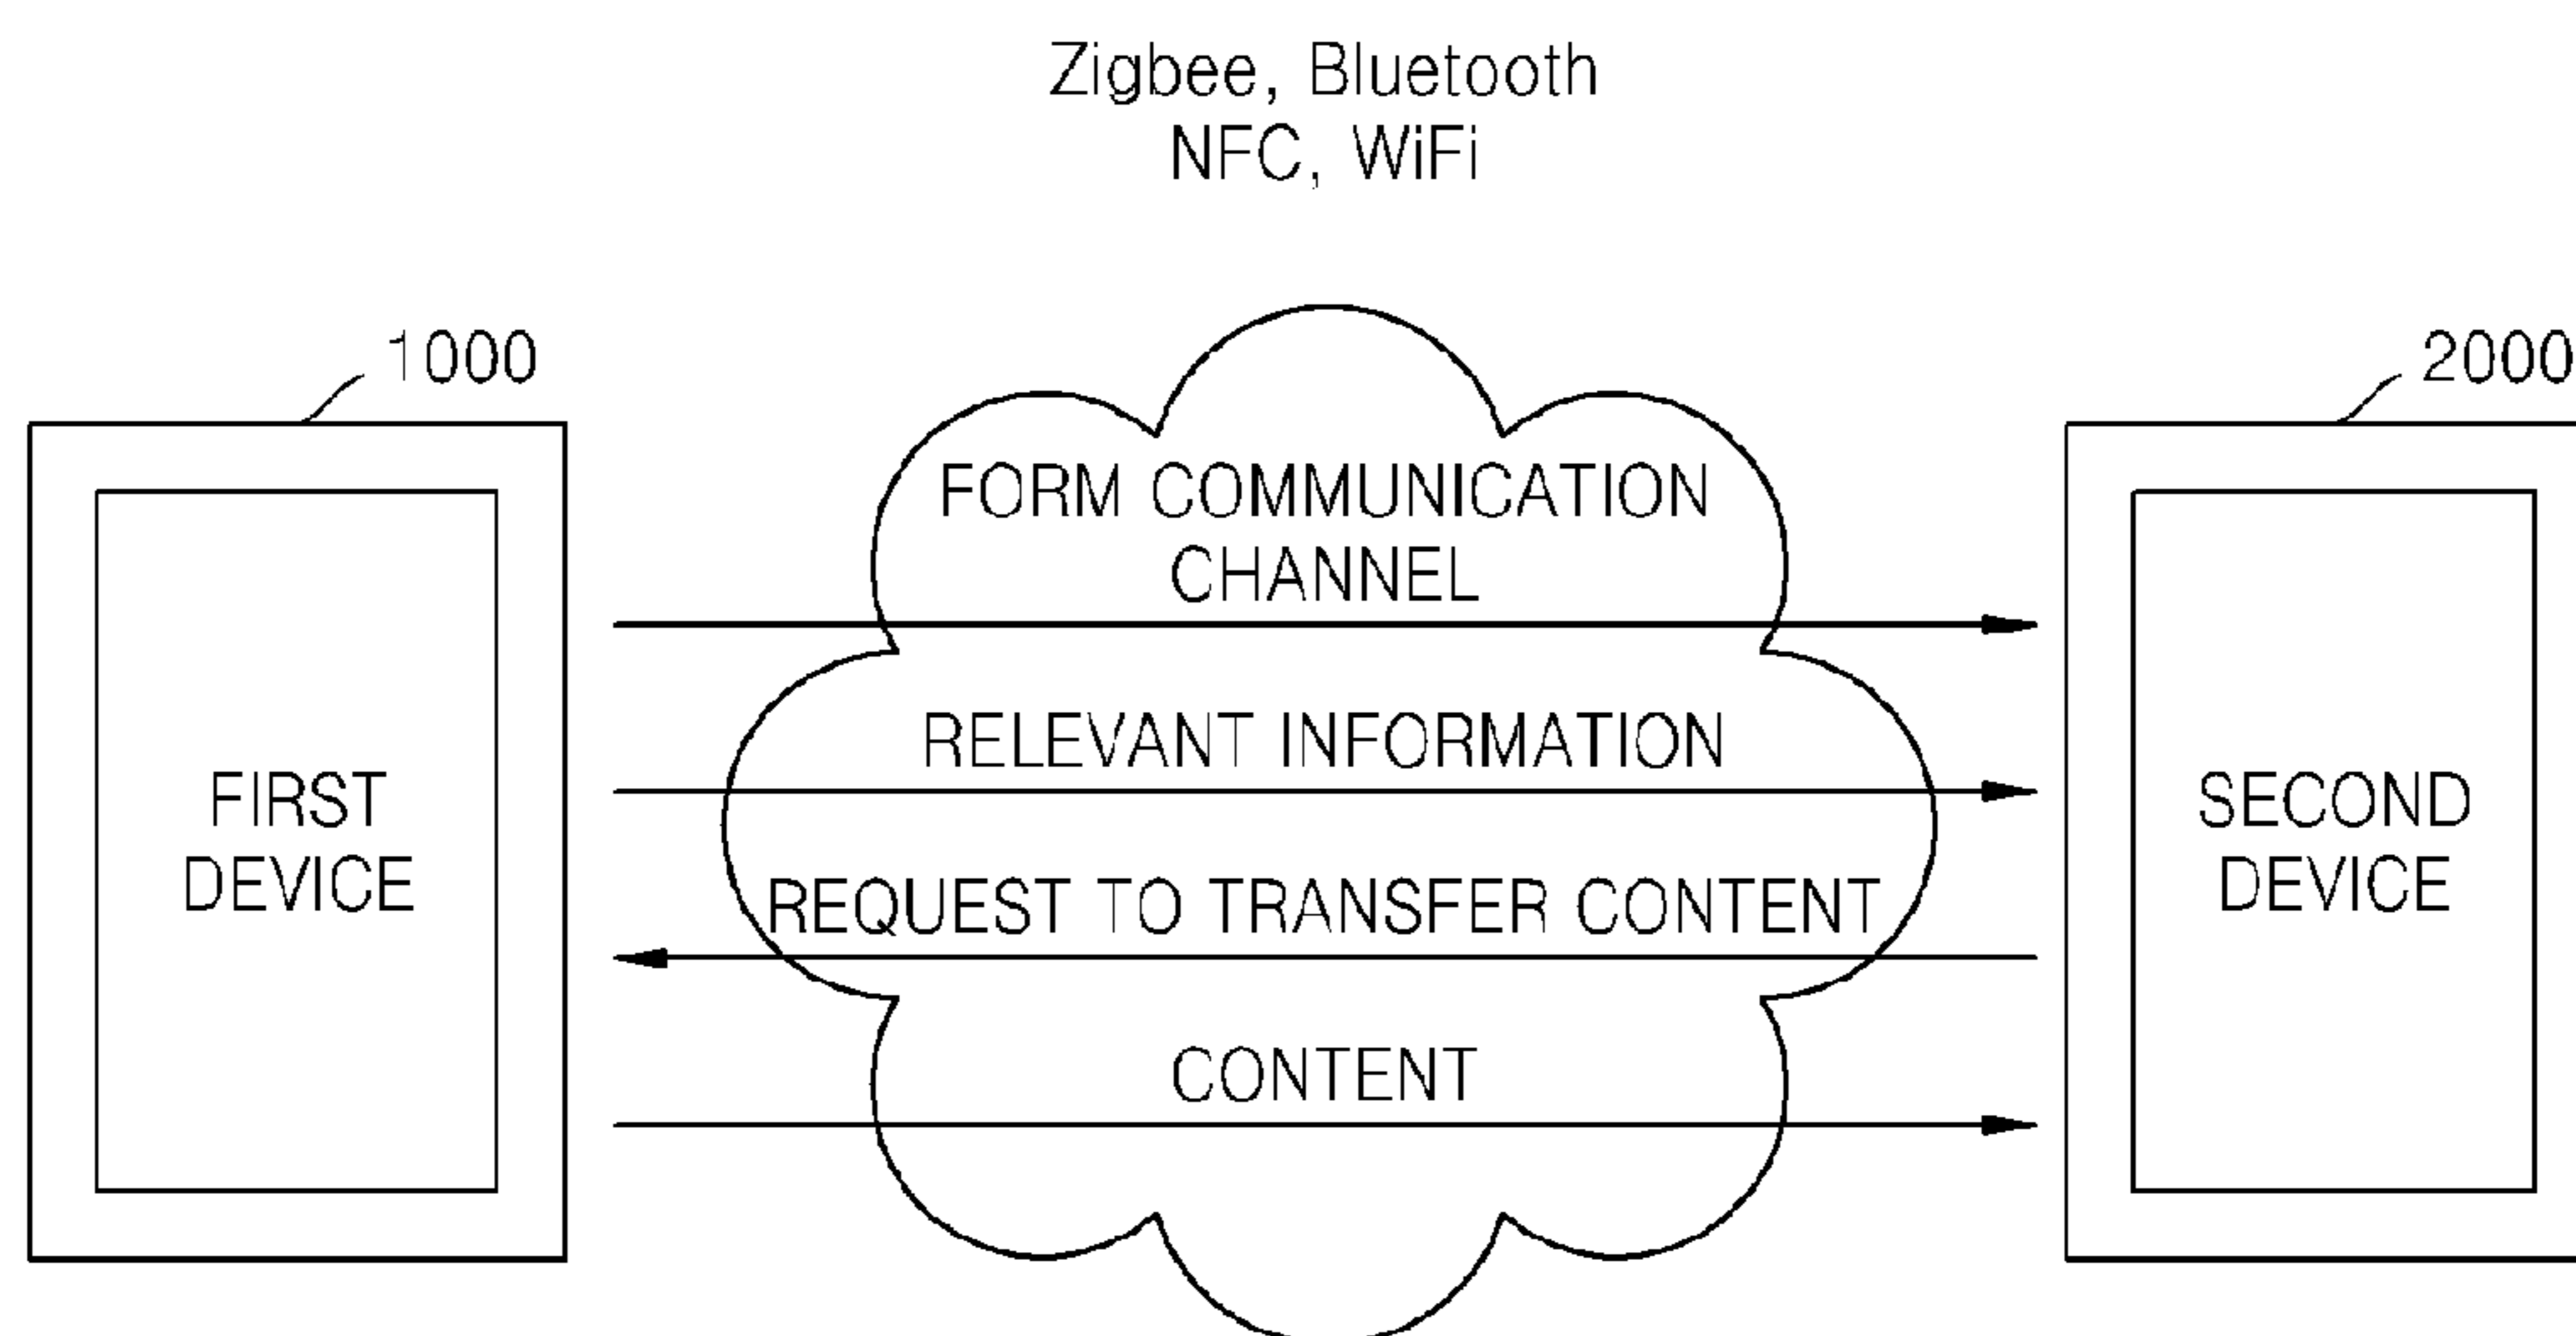 Zigbee, Bluetooth
NFC, WiFi
1000
2000
FORM COMMUNICATION
CHANNEL
RELEVANT INFORMATION
FIRST
DEVICE
SECOND
DEVICE
REQUEST TO TRANSFER CONTENT
CONTENT